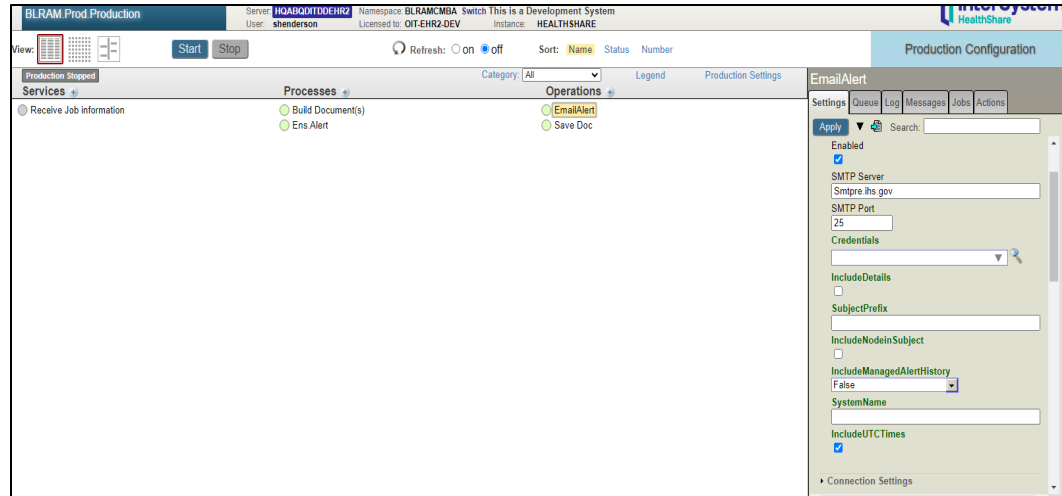 BLRAM.Prod.Production
Server: HQABQDITDDEHR2 Namespace: BLRAMCMBA Switch This is a Development System
User: shenderson Licensed to: OIT-EHR2-DEV Instance: HEALTHSHARE
InterSystem
HealthShare
View: Start Stop Refresh: on off Sort: Name Status Number Production Configuration
Production Stopped Category: All Legend Production Settings
Services Processes Operations
Receive Job information Build Document(s) EmailAlert
Ens.Alert Save Doc
EmailAlert
Settings Queue Log Messages Jobs Actions
Apply Search:
Enabled
SMTP Server
Smtpre.ihs.gov
SMTP Port
25
Credentials
IncludeDetails
SubjectPrefix
IncludeNodeinSubject
IncludeManagedAlertHistory
False
SystemName
IncludeUTCTimes
Connection Settings